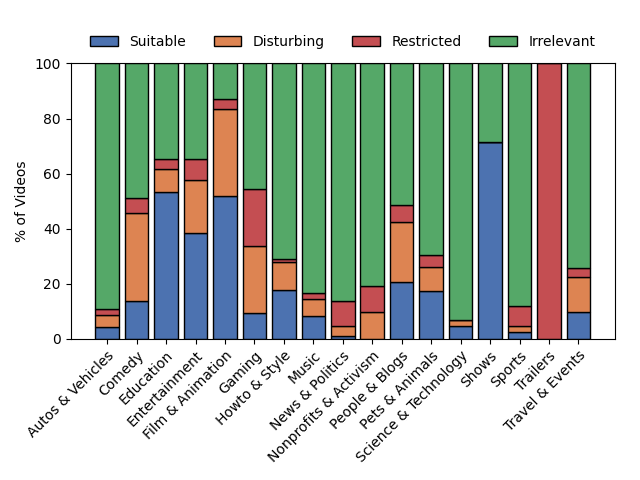 Suitable Disturbing Restricted Irrelevant
% of Videos
100
80
60
40
20
0
Autos & Vehicles
Comedy
Education
Entertainment
Film & Animation
Gaming
Howto & Style
Music
News & Politics
Nonprofits & Activism
People & Blogs
Pets & Animals
Science & Technology
Shows
Sports
Trailers
Travel & Events